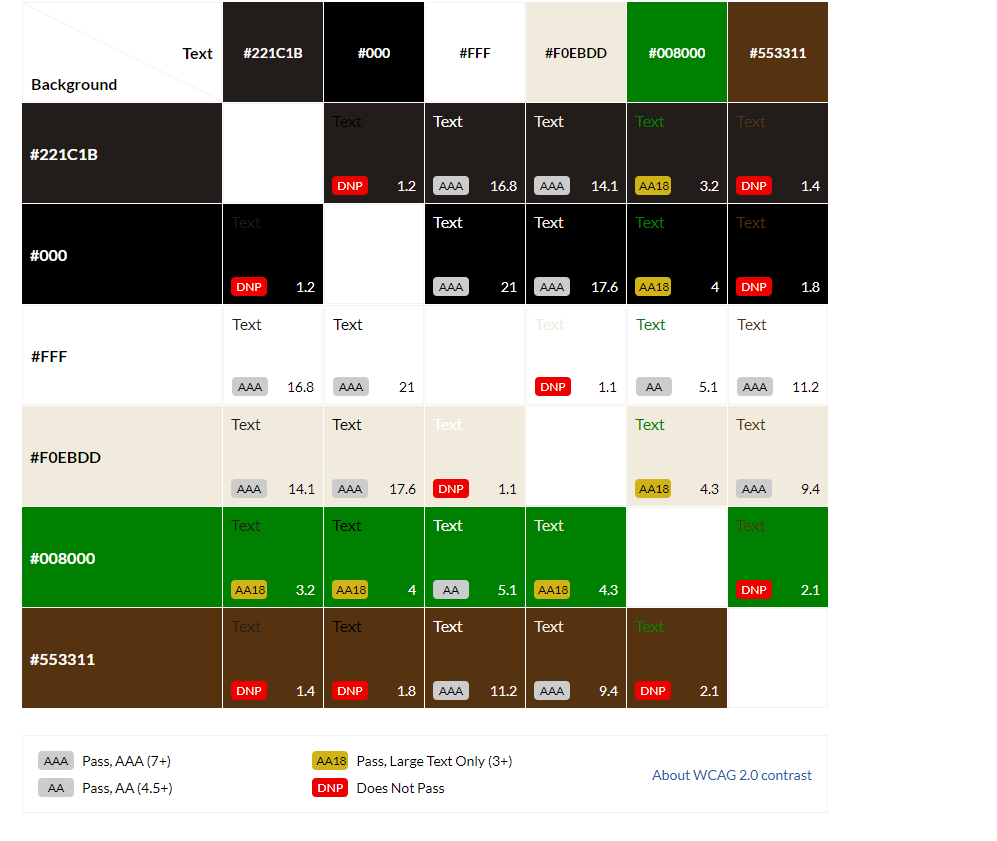 Text
Background
#221C1B #000 #FFF #F0EBDD #008000 #553311
#221C1B
Text Text Text Text Text
DNP 1.2 AAA 16.8 AAA 14.1 AA18 3.2 DNP 1.4
#000
Text Text Text Text Text
DNP 1.2 AAA 21 AAA 17.6 AA18 4 DNP 1.8
#FFF
Text Text Text Text Text
AAA 16.8 AAA 21 DNP 1.1 AA 5.1 AAA 11.2
#F0EBDD
Text Text Text Text Text
AAA 14.1 AAA 17.6 DNP 1.1 AA18 4.3 AAA 9.4
#008000
Text Text Text Text Text
AA18 3.2 AA18 4 AA 5.1 AA18 4.3 DNP 2.1
#553311
Text Text Text Text Text
DNP 1.4 DNP 1.8 AAA 11.2 AAA 9.4 DNP 2.1
AAA Pass, AAA (7+) AA18 Pass, Large Text Only (3+)
About WCAG 2.0 contrast
AA Pass, AA (4.5+) DNP Does Not Pass